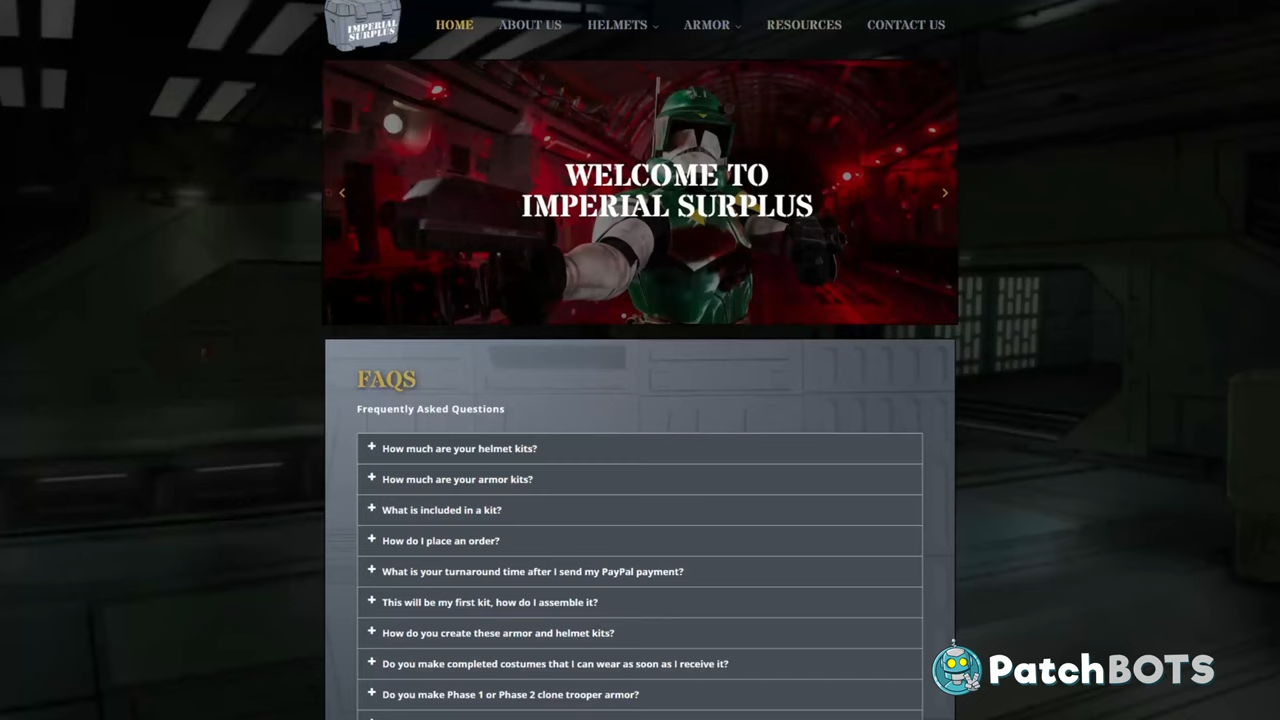 IMPERIAL
SURPLUS
HOME ABOUT US HELMETS ARMOR RESOURCES CONTACT US
WELCOME TO
IMPERIAL SURPLUS
FAQS
Frequently Asked Questions
+ How much are your helmet kits?
+ How much are your armor kits?
+ What is included in a kit?
+ How do I place an order?
+ What is your turnaround time after I send my PayPal payment?
+ This will be my first kit, how do I assemble it?
+ How do you create these armor and helmet kits?
+ Do you make completed costumes that I can wear as soon as I receive it?
+ Do you make Phase 1 or Phase 2 clone trooper armor?
PatchBOTS